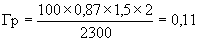 Гр = 100×0,87×1,5×2 / 2300 = 0,11